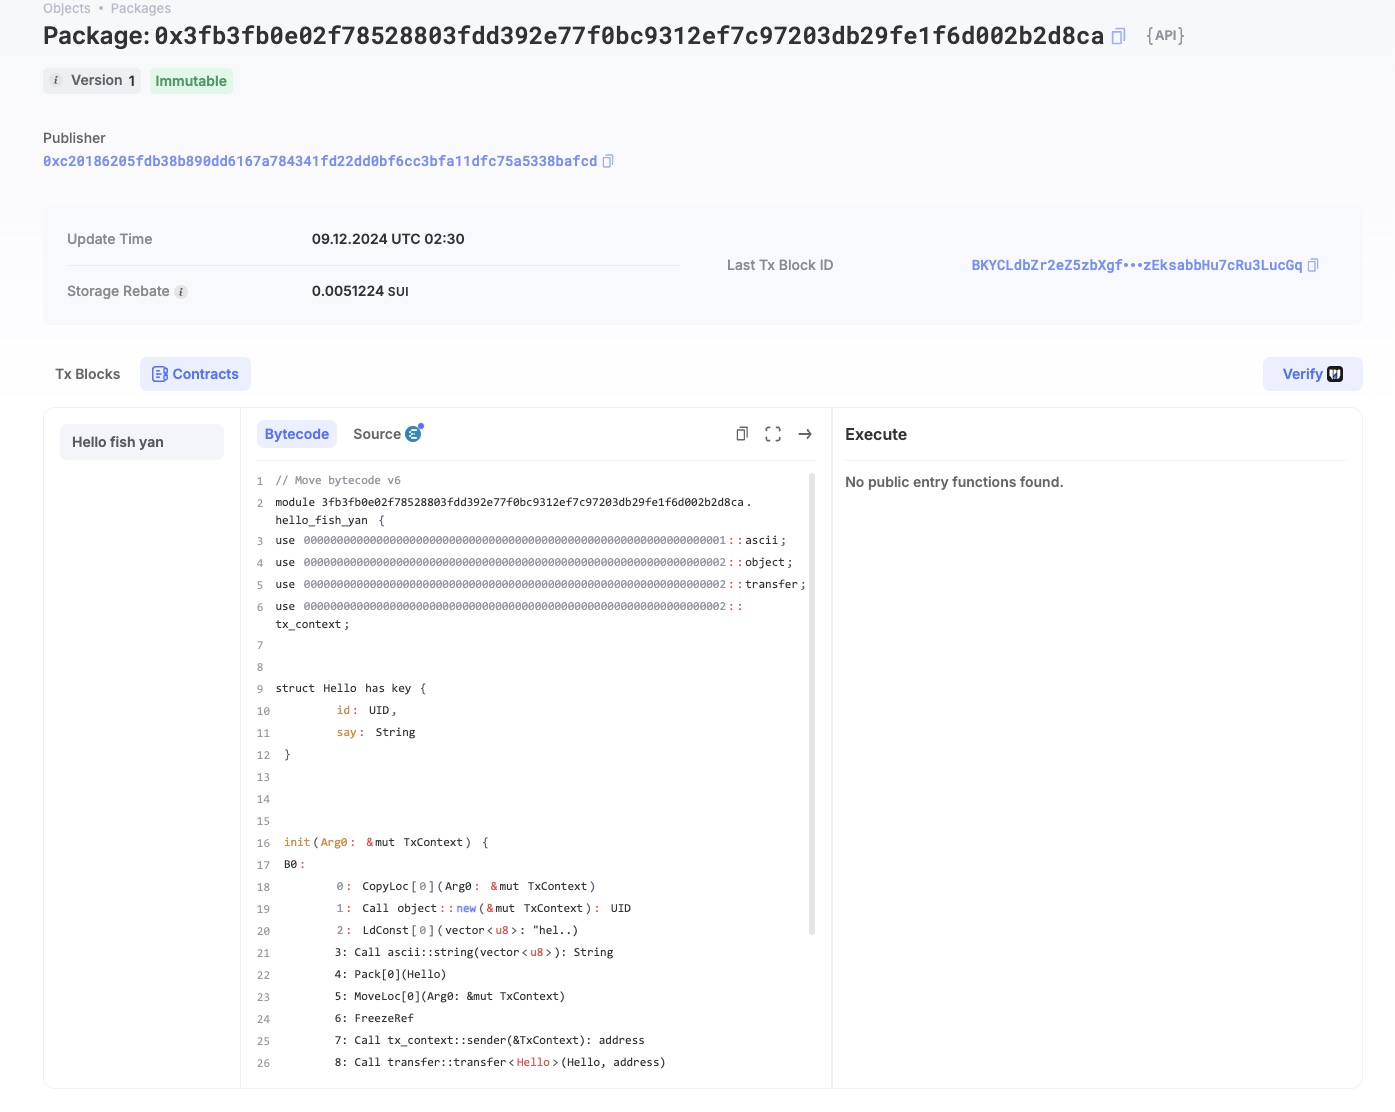 Objects • Packages
Package: 0x3fb3fb0e02f78528803fdd392e77f0bc9312ef7c97203db29fe1f6d002b2d8ca {API}
i Version 1 Immutable
Publisher
0xc20186205fdb38b890dd6167a784341fd22dd0bf6cc3bfa11dfc75a5338bafcd
Update Time 09.12.2024 UTC 02:30
Last Tx Block ID BKYCLdbZr2eZ5zbXgf•••zEksabbHu7cRu3LucGq
Storage Rebate i 0.0051224 SUI
Tx Blocks Contracts Verify
Hello fish yan
Bytecode Source
Execute
No public entry functions found.
1 // Move bytecode v6
2 module 3fb3fb0e02f78528803fdd392e77f0bc9312ef7c97203db29fe1f6d002b2d8ca.
hello_fish_yan {
3 use 0000000000000000000000000000000000000000000000000000000000000001::ascii;
4 use 0000000000000000000000000000000000000000000000000000000000000002::object;
5 use 0000000000000000000000000000000000000000000000000000000000000002::transfer;
6 use 0000000000000000000000000000000000000000000000000000000000000002::
tx_context;
7
8
9 struct Hello has key {
10 id: UID,
11 say: String
12 }
13
14
15
16 init(Arg0: &mut TxContext) {
17 B0:
18 0: CopyLoc[0](Arg0: &mut TxContext)
19 1: Call object::new(&mut TxContext): UID
20 2: LdConst[0](vector<u8>: "hel..)
21 3: Call ascii::string(vector<u8>): String
22 4: Pack[0](Hello)
23 5: MoveLoc[0](Arg0: &mut TxContext)
24 6: FreezeRef
25 7: Call tx_context::sender(&TxContext): address
26 8: Call transfer::transfer<Hello>(Hello, address)